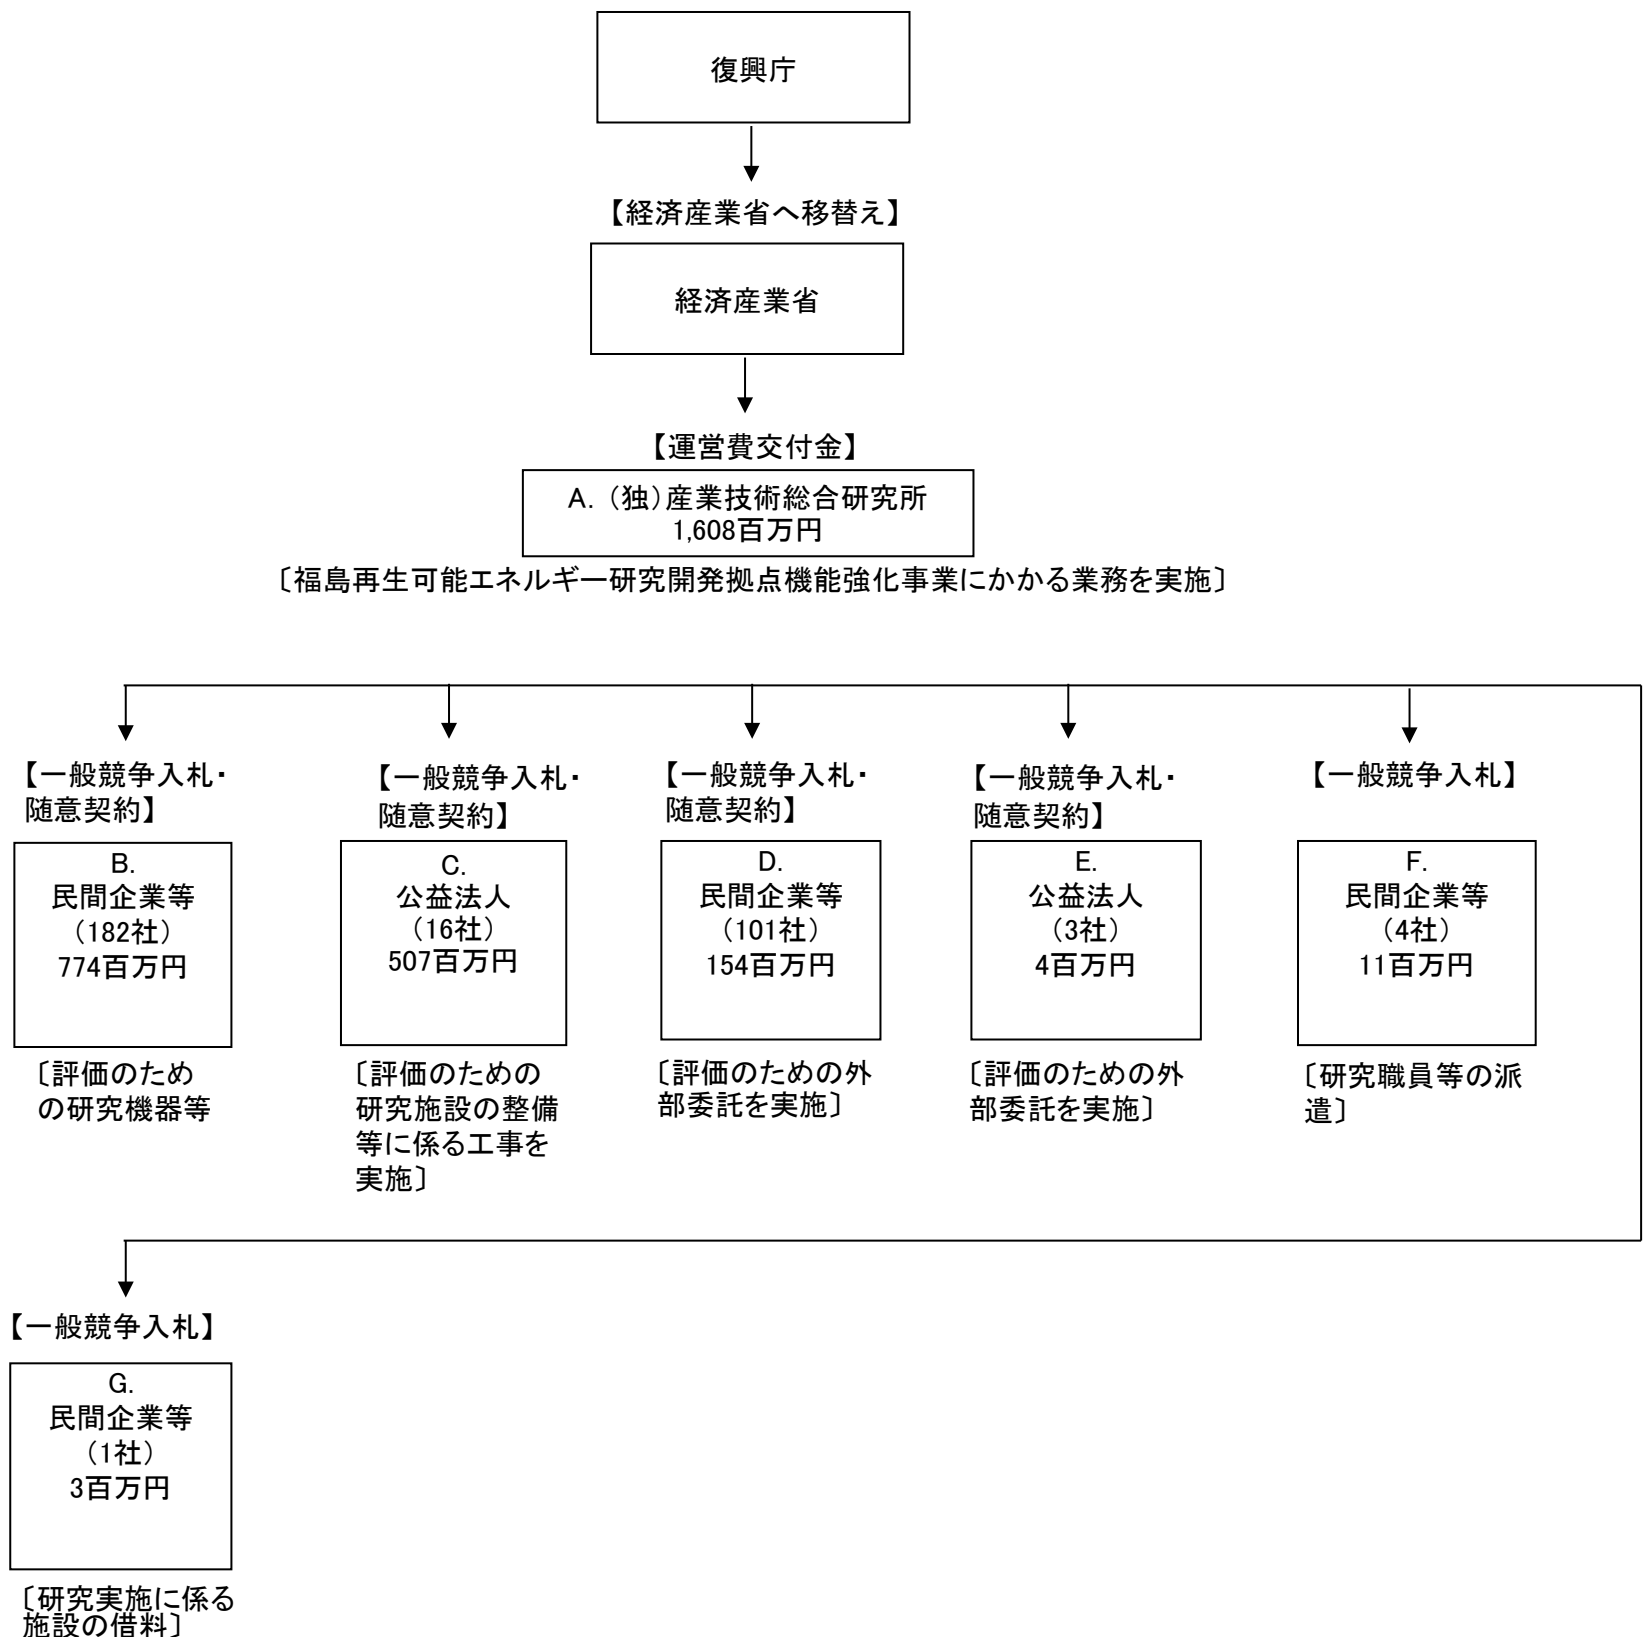 復興庁
【経済産業省へ移替え】
経済産業省
【運営費交付金】
A.（独）産業技術総合研究所
1,608百万円
〔福島再生可能エネルギー研究開発拠点機能強化事業にかかる業務を実施〕
【一般競争入札・
随意契約】
B.
民間企業等
（182社）
774百万円
〔評価のため
の研究機器等
【一般競争入札・
随意契約】
C.
公益法人
（16社）
507百万円
〔評価のための
研究施設の整備
等に係る工事を
実施〕
【一般競争入札・
随意契約】
D.
民間企業等
（101社）
154百万円
〔評価のための外
部委託を実施〕
【一般競争入札・
随意契約】
E.
公益法人
（3社）
4百万円
〔評価のための外
部委託を実施〕
【一般競争入札】
F.
民間企業等
（4社）
11百万円
〔研究職員等の派
遣〕
【一般競争入札】
G.
民間企業等
（1社）
3百万円
〔研究実施に係る
施設の借料〕